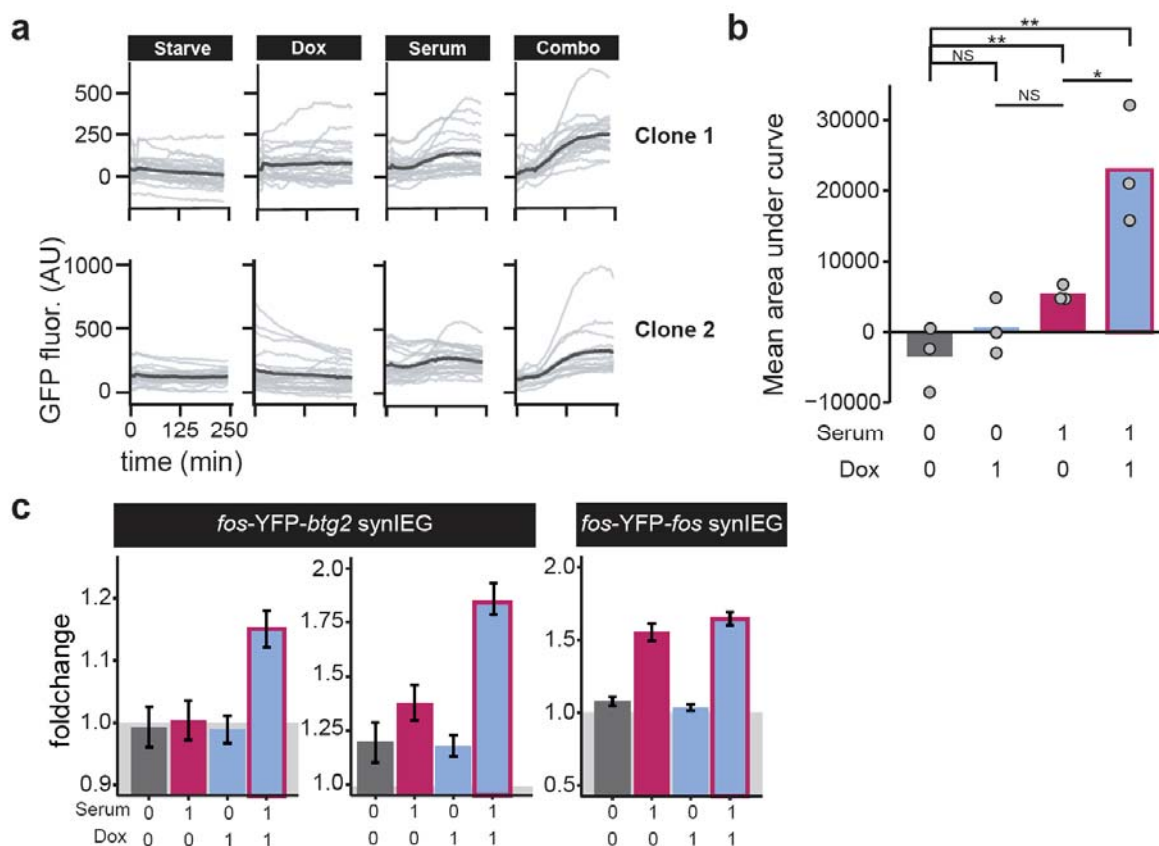 a
Starve Dox Serum Combo
500
250
0
Clone 1
1000
500
0
Clone 2
GFP fluor. (AU)
0 125 250
time (min)
b
**
**
NS
*
NS
30000
20000
10000
0
−10000
Mean area under curve
Serum 0 0 1 1
Dox 0 1 0 1
c
fos-YFP-btg2 synIEG
fos-YFP-fos synIEG
foldchange
1.2
1.1
1.0
0.9
2.0
1.75
1.5
1.25
1.0
2.0
1.5
1.0
0.5
Serum 0 1 0 1 0 1 0 1 0 1 0 1
Dox 0 0 1 1 0 0 1 1 0 0 1 1